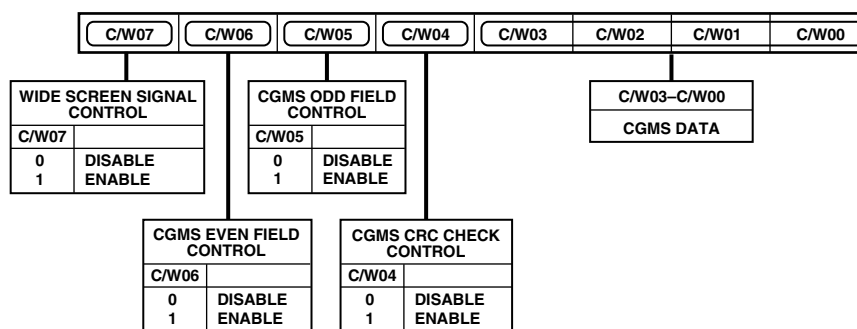 C/W07 C/W06 C/W05 C/W04 C/W03 C/W02 C/W01 C/W00
WIDE SCREEN SIGNAL
CONTROL
C/W07
0 DISABLE
1 ENABLE
CGMS ODD FIELD
CONTROL
C/W05
0 DISABLE
1 ENABLE
C/W03–C/W00
CGMS DATA
CGMS EVEN FIELD
CONTROL
C/W06
0 DISABLE
1 ENABLE
CGMS CRC CHECK
CONTROL
C/W04
0 DISABLE
1 ENABLE